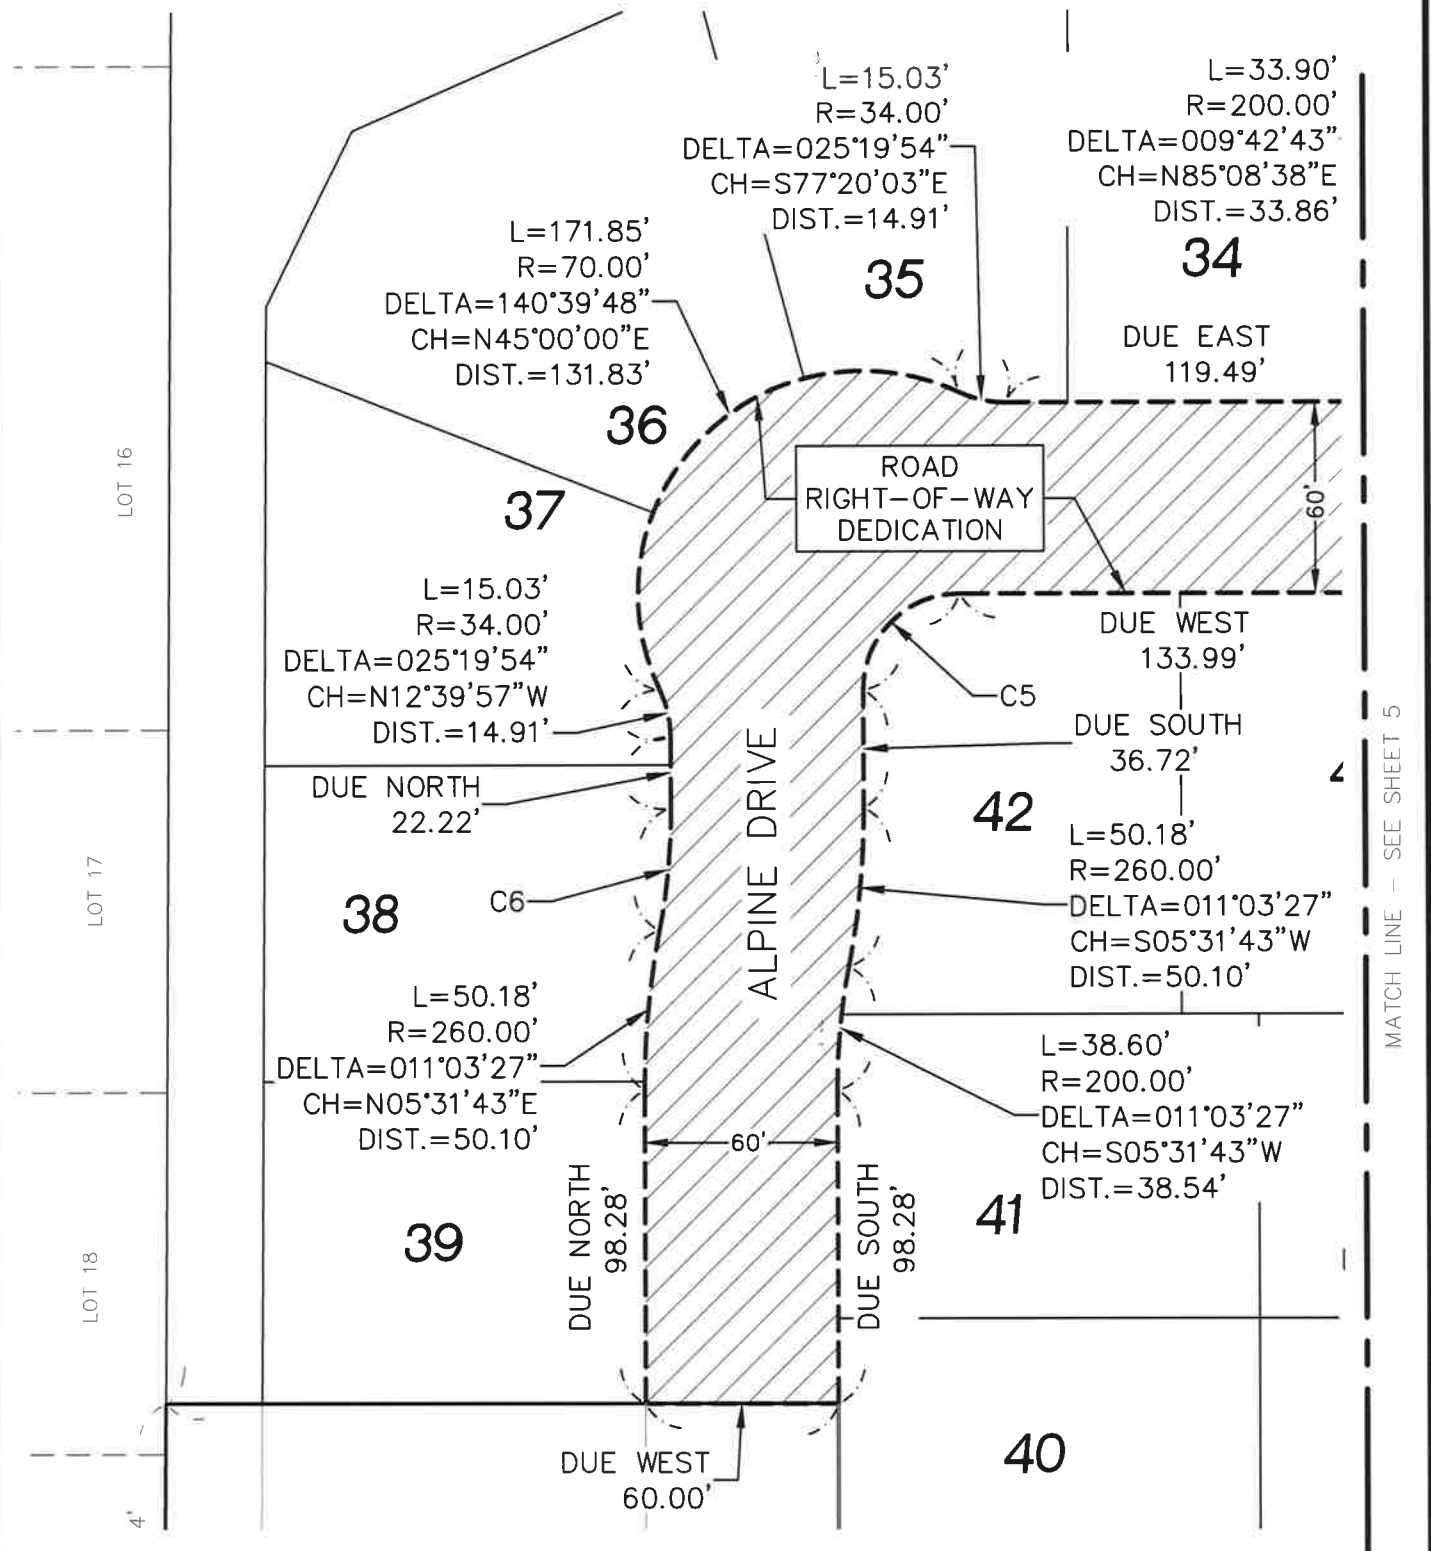 L=15.03'
R=34.00'
DELTA=025°19'54"
CH=S77°20'03"E
DIST.=14.91'
L=33.90'
R=200.00'
DELTA=009°42'43"
CH=N85°08'38"E
DIST.=33.86'
34
35
L=171.85'
R=70.00'
DELTA=140°39'48"
CH=N45°00'00"E
DIST.=131.83'
36
DUE EAST
119.49'
LOT 16
37
ROAD
RIGHT-OF-WAY
DEDICATION
60'
L=15.03'
R=34.00'
DELTA=025°19'54"
CH=N12°39'57"W
DIST.=14.91'
DUE WEST
133.99'
C5
DUE SOUTH
36.72'
DUE NORTH
22.22'
ALPINE DRIVE
42
MATCH LINE - SEE SHEET 5
LOT 17
38
C6
L=50.18'
R=260.00'
DELTA=011°03'27"
CH=S05°31'43"W
DIST.=50.10'
L=50.18'
R=260.00'
DELTA=011°03'27"
CH=N05°31'43"E
DIST.=50.10'
L=38.60'
R=200.00'
DELTA=011°03'27"
CH=S05°31'43"W
DIST.=38.54'
60'
DUE NORTH
98.28'
DUE SOUTH
98.28'
41
39
LOT 18
DUE WEST
60.00'
40
4'